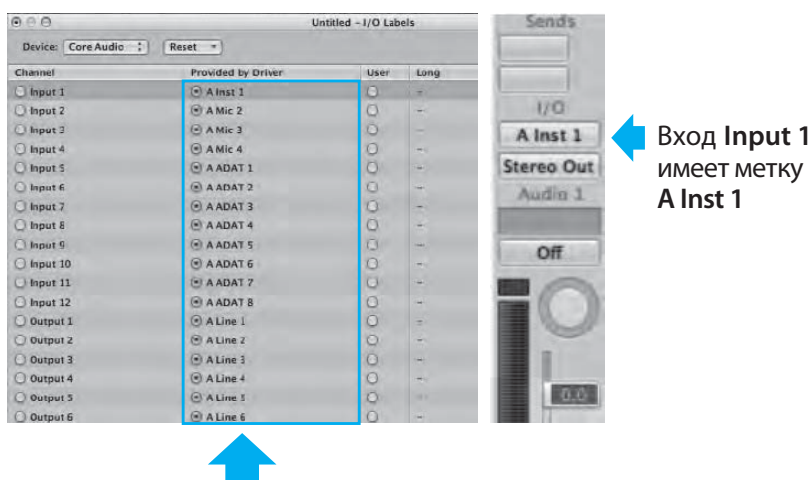 Untitled - I/O Labels
Device: Core Audio Reset
Channel Provided by Driver User Long
Input 1 A Inst 1 -
Input 2 A Mic 2 -
Input 3 A Mic 3 -
Input 4 A Mic 4 -
Input 5 A ADAT 1 -
Input 6 A ADAT 2 -
Input 7 A ADAT 3 -
Input 8 A ADAT 4 -
Input 9 A ADAT 5 -
Input 10 A ADAT 6 -
Input 11 A ADAT 7 -
Input 12 A ADAT 8 -
Output 1 A Line 1 -
Output 2 A Line 2 -
Output 3 A Line 3 -
Output 4 A Line 4 -
Output 5 A Line 5 -
Output 6 A Line 6 -
Sends
I/O
A Inst 1
Stereo Out
Audio 1
Off
0.0
Вход Input 1
имеет метку
A Inst 1